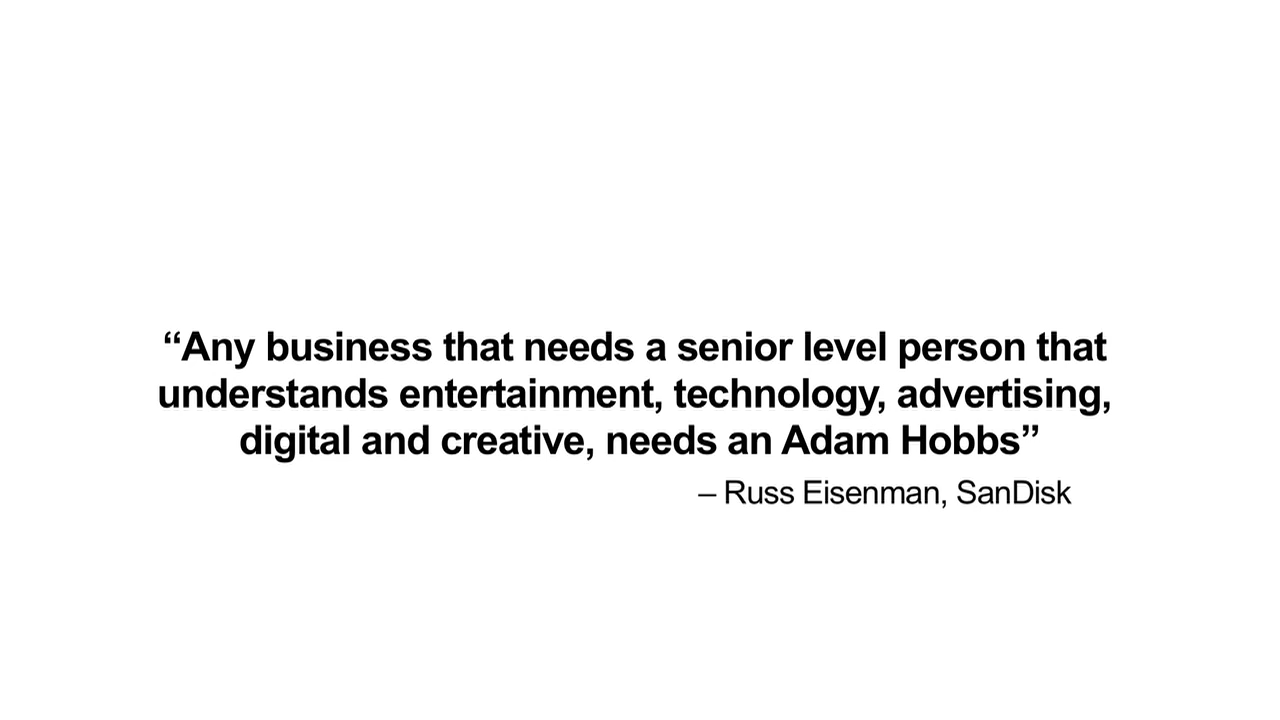 “Any business that needs a senior level person that
understands entertainment, technology, advertising,
digital and creative, needs an Adam Hobbs”
– Russ Eisenman, SanDisk